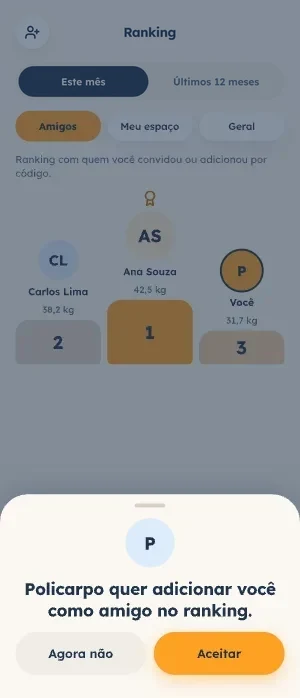 Ranking
Este mês
Últimos 12 meses
Amigos
Meu espaço
Geral
Ranking com quem você convidou ou adicionou por
código.
AS
CL
P
Ana Souza
42,5 kg
Carlos Lima
38,2 kg
Você
31,7 kg
2
1
3
P
Policarpo quer adicionar você
como amigo no ranking.
Agora não
Aceitar